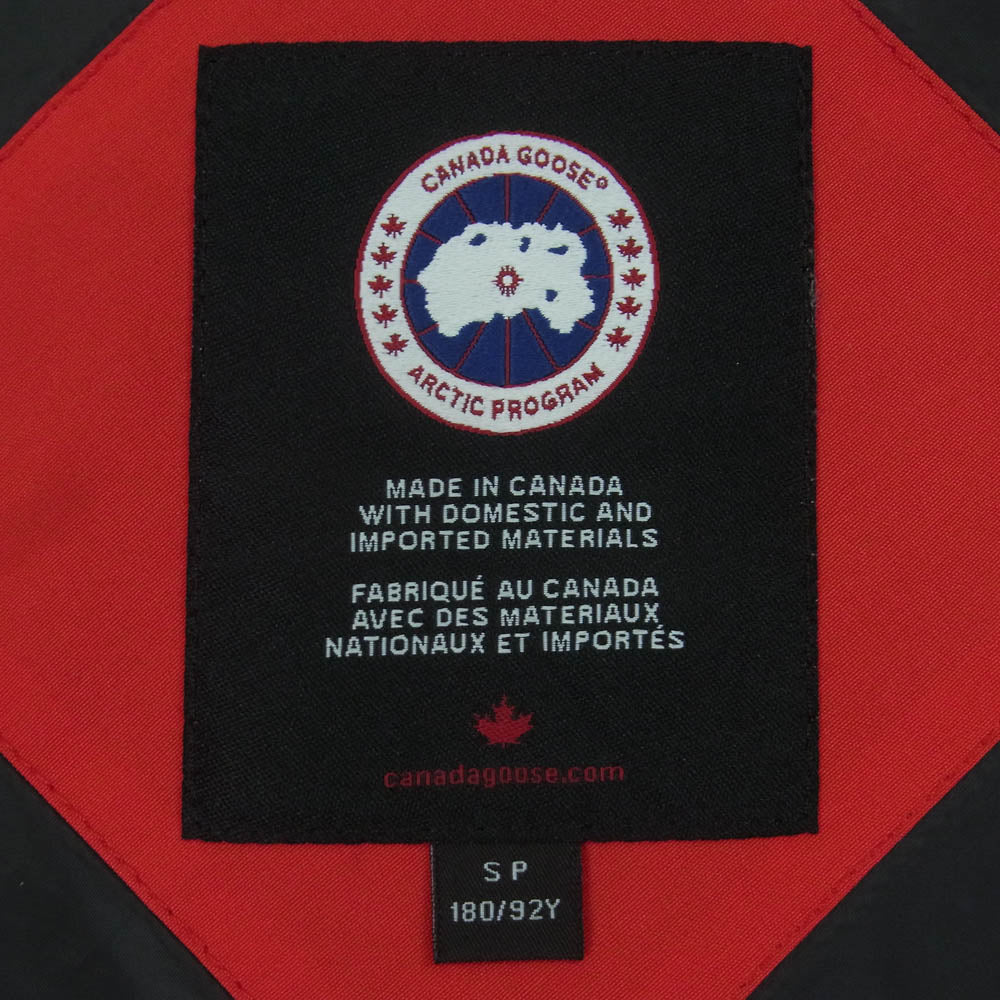 CANADA GOOSE®
ARCTIC PROGRAM
MADE IN CANADA
WITH DOMESTIC AND
IMPORTED MATERIALS
FABRIQUÉ AU CANADA
AVEC DES MATERIAUX
NATIONAUX ET IMPORTÉS
canadagoose.com
S P
180/92Y